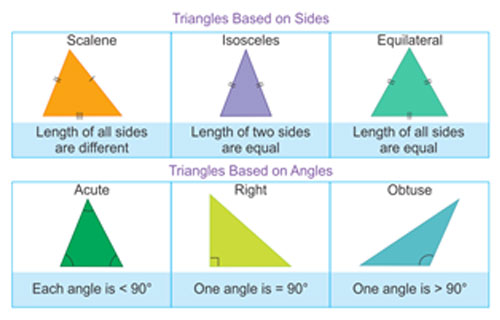 Triangles Based on Sides
Scalene
Isosceles
Equilateral
Length of all sides
are different
Length of two sides
are equal
Length of all sides
are equal
Triangles Based on Angles
Acute
Right
Obtuse
Each angle is < 90°
One angle is = 90°
One angle is > 90°